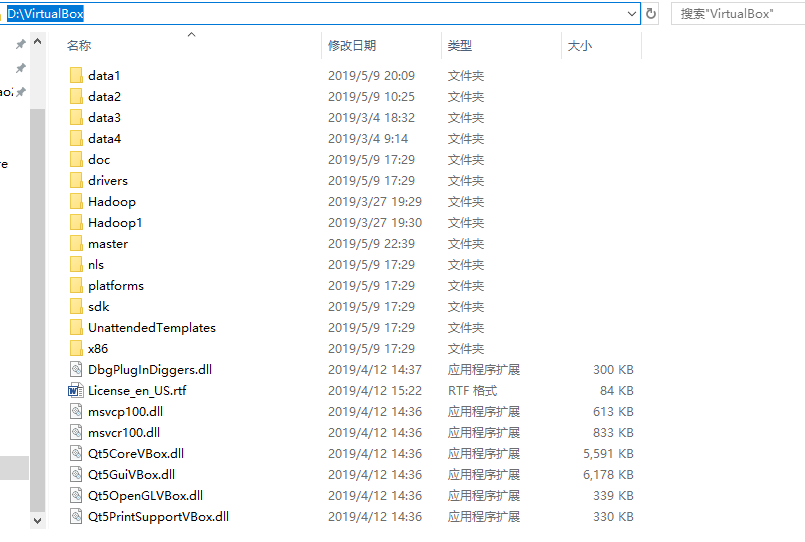 D:\VirtualBox 搜索"VirtualBox"
名称 修改日期 类型 大小
data1 2019/5/9 20:09 文件夹
data2 2019/5/9 10:25 文件夹
data3 2019/3/4 18:32 文件夹
data4 2019/3/4 9:14 文件夹
doc 2019/5/9 17:29 文件夹
drivers 2019/5/9 17:29 文件夹
Hadoop 2019/3/27 19:29 文件夹
Hadoop1 2019/3/27 19:30 文件夹
master 2019/5/9 22:39 文件夹
nls 2019/5/9 17:29 文件夹
platforms 2019/5/9 17:29 文件夹
sdk 2019/5/9 17:29 文件夹
UnattendedTemplates 2019/5/9 17:29 文件夹
x86 2019/5/9 17:29 文件夹
DbgPlugInDiggers.dll 2019/4/12 14:37 应用程序扩展 300 KB
License_en_US.rtf 2019/4/12 15:22 RTF 格式 84 KB
msvcp100.dll 2019/4/12 14:36 应用程序扩展 613 KB
msvcr100.dll 2019/4/12 14:36 应用程序扩展 833 KB
Qt5CoreVBox.dll 2019/4/12 14:36 应用程序扩展 5,591 KB
Qt5GuiVBox.dll 2019/4/12 14:36 应用程序扩展 6,178 KB
Qt5OpenGLVBox.dll 2019/4/12 14:36 应用程序扩展 339 KB
Qt5PrintSupportVBox.dll 2019/4/12 14:36 应用程序扩展 330 KB